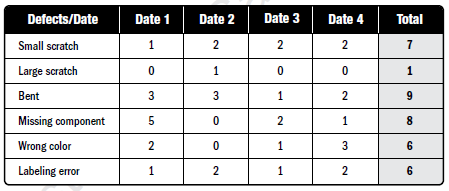 Defects/Date Date 1 Date 2 Date 3 Date 4 Total
Small scratch 1 2 2 2 7
Large scratch 0 1 0 0 1
Bent 3 3 1 2 9
Missing component 5 0 2 1 8
Wrong color 2 0 1 3 6
Labeling error 1 2 1 2 6